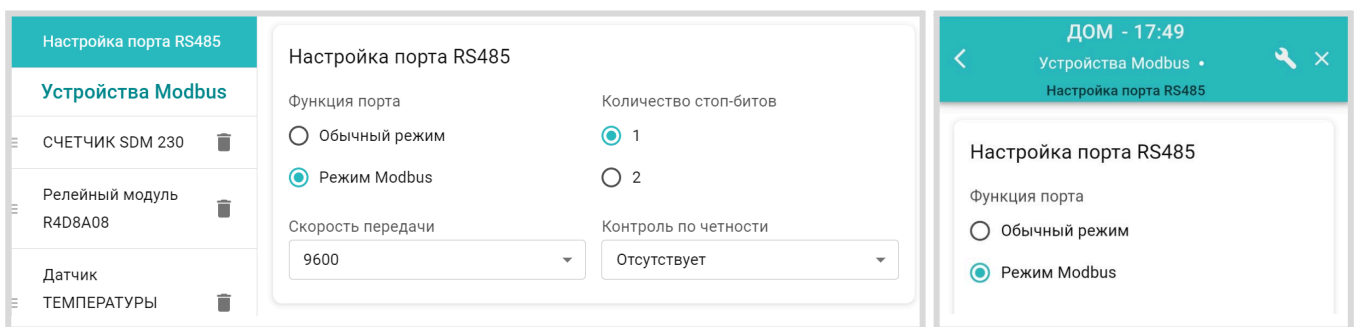 Настройка порта RS485
Устройства Modbus
СЧЕТЧИК SDM 230
Релейный модуль
R4D8A08
Датчик
ТЕМПЕРАТУРЫ
Настройка порта RS485
Функция порта
Обычный режим
Режим Modbus
Количество стоп-битов
1
2
Скорость передачи
9600
Контроль по четности
Отсутствует
ДОМ - 17:49
Устройства Modbus •
Настройка порта RS485
Настройка порта RS485
Функция порта
Обычный режим
Режим Modbus